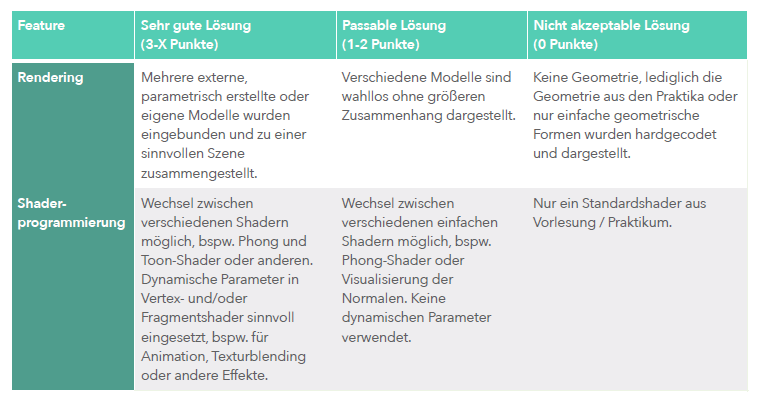 Feature
Sehr gute Lösung
(3-X Punkte)
Passable Lösung
(1-2 Punkte)
Nicht akzeptable Lösung
(0 Punkte)
Rendering
Mehrere externe,
parametrisch erstellte oder
eigene Modelle wurden
eingebunden und zu einer
sinnvollen Szene
zusammengestellt.
Verschiedene Modelle sind
wahllos ohne größeren
Zusammenhang dargestellt.
Keine Geometrie, lediglich die
Geometrie aus den Praktika oder
nur einfache geometrische
Formen wurden hardgecodet
und dargestellt.
Shader-
programmierung
Wechsel zwischen
verschiedenen Shadern
möglich, bspw. Phong und
Toon-Shader oder anderen.
Dynamische Parameter in
Vertex- und/oder
Fragmentshader sinnvoll
eingesetzt, bspw. für
Animation, Texturblending
oder andere Effekte.
Wechsel zwischen
verschiedenen einfachen
Shadern möglich, bspw.
Phong-Shader oder
Visualisierung der
Normalen. Keine
dynamischen Parameter
verwendet.
Nur ein Standardshader aus
Vorlesung / Praktikum.